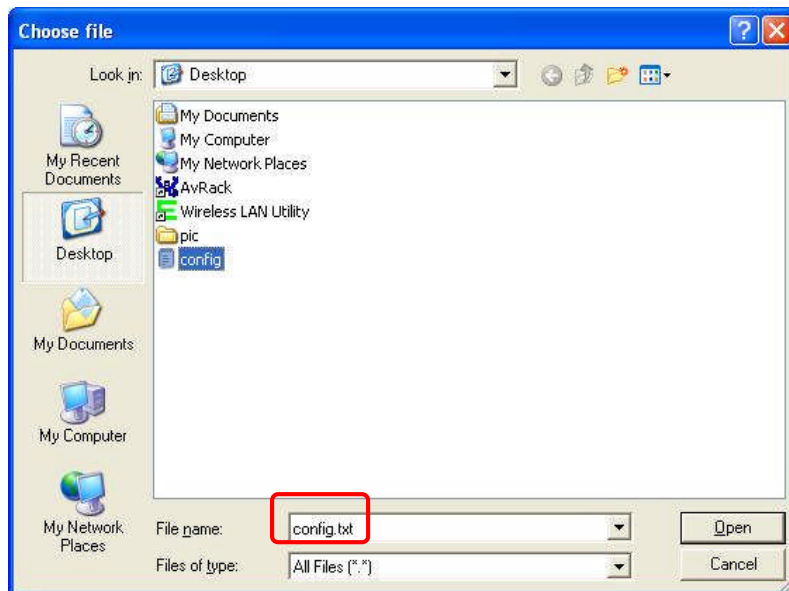 Choose file
Look in:
Desktop
My Recent
Documents
Desktop
My Documents
My Computer
My Network
Places
My Documents
My Computer
My Network Places
AvRack
Wireless LAN Utility
pic
config
File name:
config.txt
Open
Files of type:
All Files (*.*)
Cancel